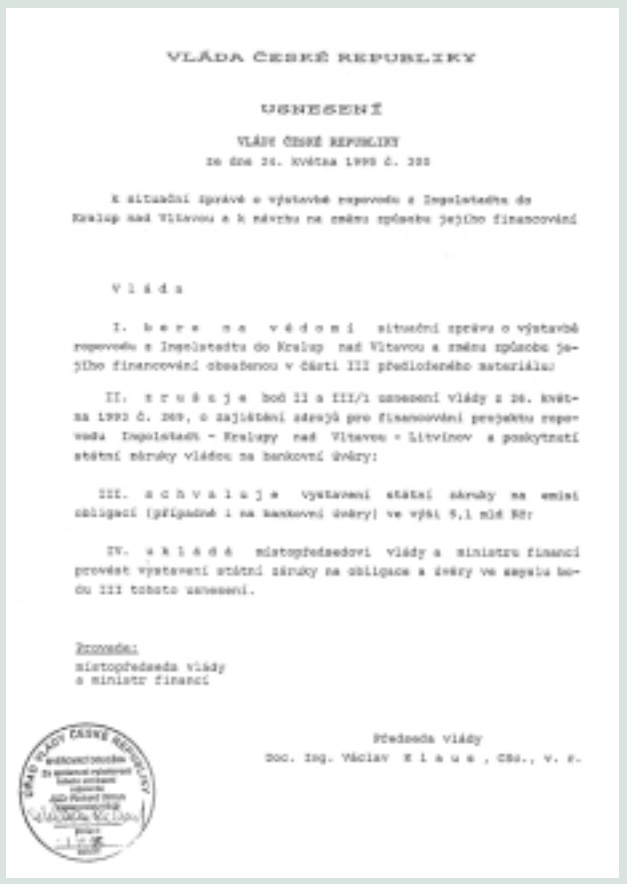 VLÁDA ČESKÉ REPUBLIKY
USNESENÍ
VLÁDY ČESKÉ REPUBLIKY
ze dne 24. května 1995 č.
k situační zprávě o výstavbě ropovodu z Ingolstadtu do
Kralup nad Vltavou a k návrhu na změnu způsobu jejího financování
V l á d a
I. b e r e n a v ě d o m í situační zprávu o výstavbě
ropovodu z Ingolstadtu do Kralup nad Vltavou a změnu způsobu je-
jího financování obsaženou v části III předloženého materiálu;
II. z r u š u j e bod II a III/1 usnesení vlády z 26. květ-
na 1993 č. 269, o zajištění zdrojů pro financování projektu ropo-
vodu Ingolstadt - Kralupy nad Vltavou - Litvínov a poskytnutí
státní záruky vládou na bankovní úvěry;
III. s c h v a l u j e vystavení státní záruky na emisi
obligací (případně i na bankovní úvěry) ve výši mld Kč;
IV. u k l á d á místopředsedovi vlády a ministru financí
provést vystavení státní záruky na obligace a úvěry ve smyslu bo-
du III tohoto usnesení.
Provede:
místopředseda vlády
a ministr financí
Předseda vlády
Doc. Ing. Václav K l a u s , CSc., v. r.
ÚŘAD VLÁDY ČESKÉ REPUBLIKY